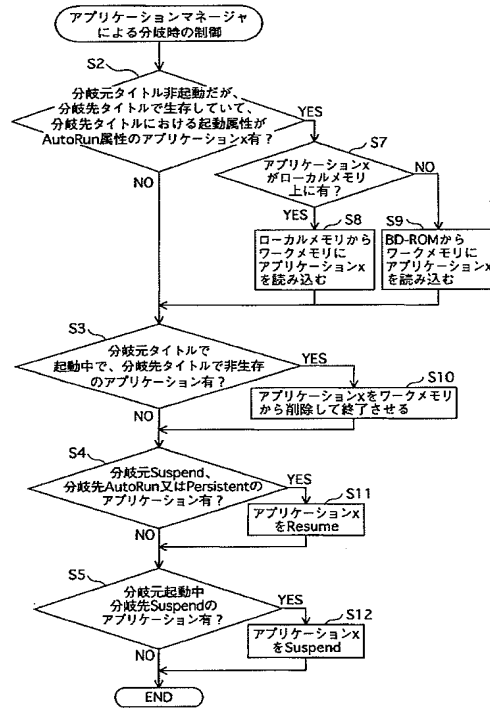 アプリケーションマネージャ
による分岐時の制御
S2
分岐元タイトル非起動だが、
分岐先タイトルで生存していて、
分岐先タイトルにおける起動属性が
AutoRun属性のアプリケーションx有？
YES
NO
S7
アプリケーションx
がローカルメモリ
上に有？
NO
YES
S8
ローカルメモリから
ワークメモリに
アプリケーションx
を読み込む
S9
BD-ROMから
ワークメモリに
アプリケーションx
を読み込む
S3
分岐元タイトルで
起動中で、分岐先タイトルで非生存
のアプリケーション有？
YES
NO
S10
アプリケーションxをワークメモリ
から削除して終了させる
S4
分岐元Suspend、
分岐先AutoRun又はPersistentの
アプリケーション有？
YES
NO
S11
アプリケーションx
をResume
S5
分岐元起動中
分岐先Suspendの
アプリケーション有？
YES
NO
S12
アプリケーションx
をSuspend
END